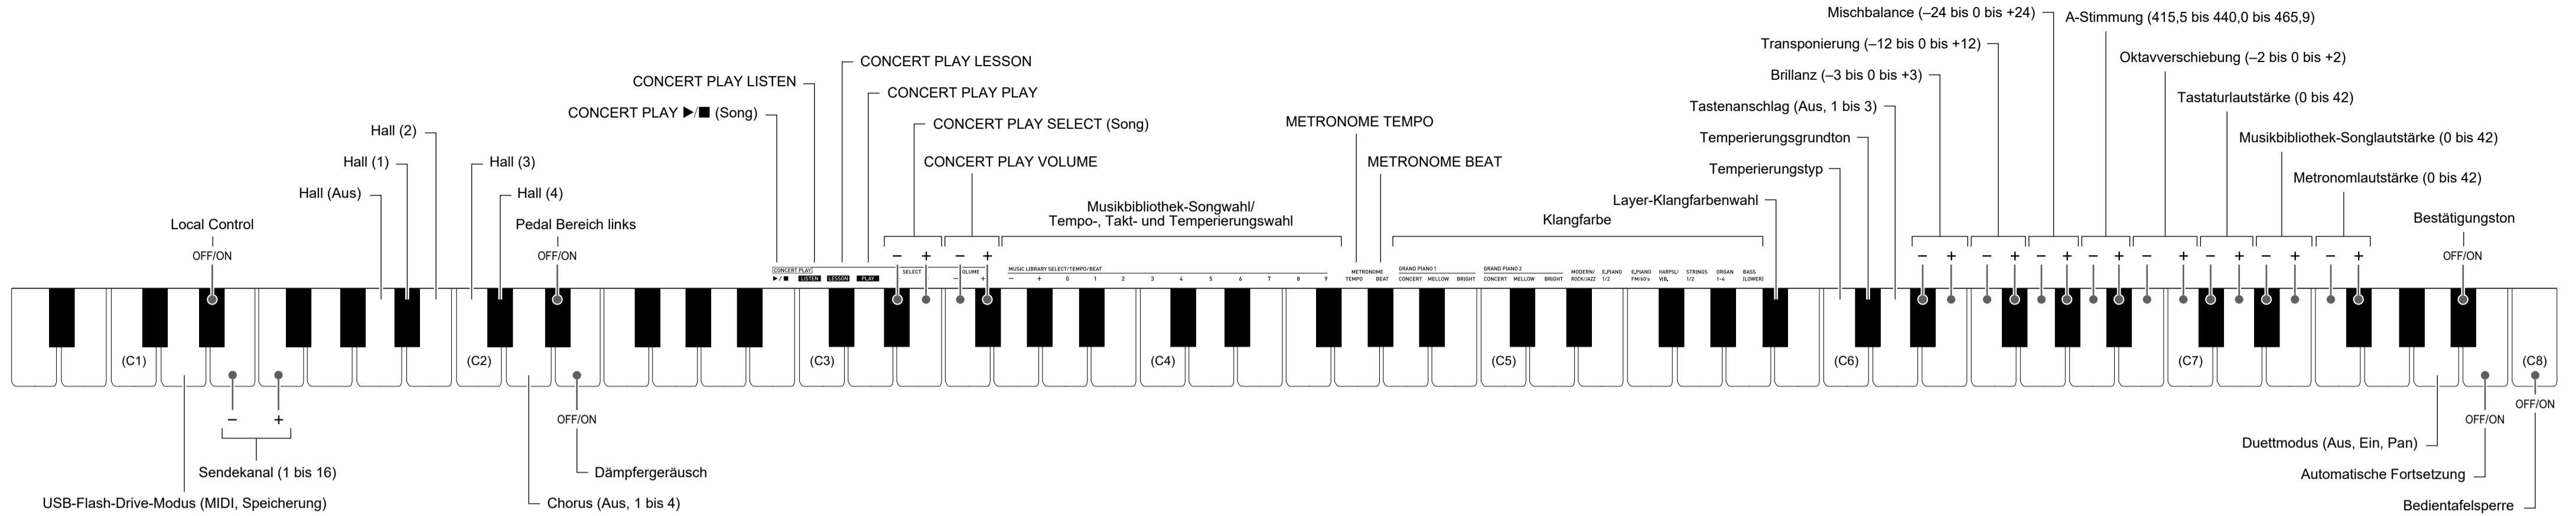 Mischbalance (–24 bis 0 bis +24)
A-Stimmung (415,5 bis 440,0 bis 465,9)
Transponierung (–12 bis 0 bis +12)
Oktavverschiebung (–2 bis 0 bis +2)
CONCERT PLAY LESSON
Brillanz (–3 bis 0 bis +3)
CONCERT PLAY LISTEN
CONCERT PLAY PLAY
Tastaturlautstärke (0 bis 42)
Tastenanschlag (Aus, 1 bis 3)
CONCERT PLAY ▶/■ (Song)
CONCERT PLAY SELECT (Song)
METRONOME TEMPO
Hall (2)
Temperierungsgrundton
Musikbibliothek-Songlautstärke (0 bis 42)
Hall (1)
Hall (3)
CONCERT PLAY VOLUME
METRONOME BEAT
Temperierungstyp
Metronomlautstärke (0 bis 42)
Hall (Aus)
Hall (4)
Layer-Klangfarbenwahl
Musikbibliothek-Songwahl/
Tempo-, Takt- und Temperierungswahl
Klangfarbe
Local Control
Pedal Bereich links
Bestätigungston
OFF/ON
OFF/ON
– + – +
– + – + – + – + – + – + – + – +
OFF/ON
CONCERT PLAY
▶/■ LISTEN LESSON PLAY
SELECT
– +
OLUME
– +
MUSIC LIBRARY SELECT/TEMPO/BEAT
– + 0 1 2 3 4 5 6 7 8 9
METRONOME
TEMPO BEAT
GRAND PIANO 1
CONCERT MELLOW BRIGHT
GRAND PIANO 2
CONCERT MELLOW BRIGHT
MODERN/
ROCK/JAZZ
E.PIANO
1/2
E.PIANO
FM/60's
HARPSI./
VIB.
STRINGS
1/2
ORGAN
1-4
BASS
(LOWER)
(C1) (C2) (C3) (C4) (C5) (C6) (C7) (C8)
– +
OFF/ON
OFF/ON
OFF/ON
Sendekanal (1 bis 16)
Dämpfergeräusch
Duettmodus (Aus, Ein, Pan)
Automatische Fortsetzung
USB-Flash-Drive-Modus (MIDI, Speicherung)
Chorus (Aus, 1 bis 4)
Bedientafelsperre